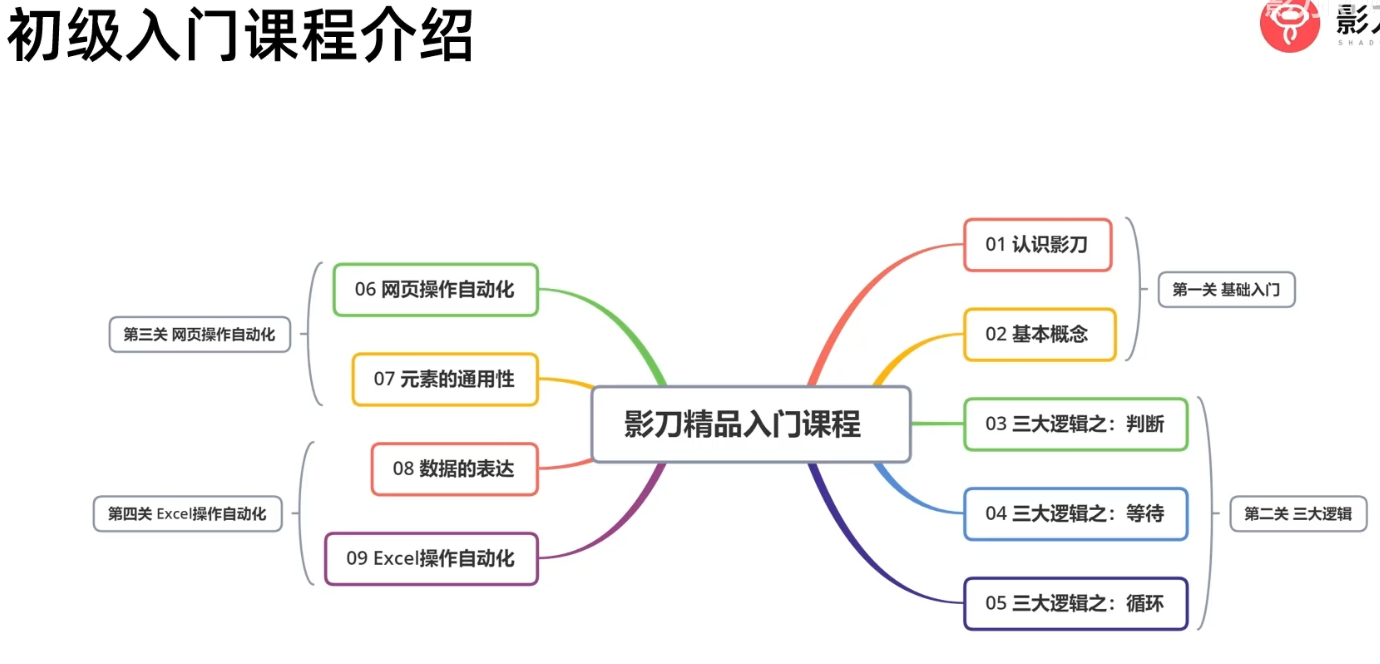 初级入门课程介绍
影刀
SHAD
01 认识影刀
02 基本概念
第一关 基础入门
03 三大逻辑之：判断
04 三大逻辑之：等待
05 三大逻辑之：循环
第二关 三大逻辑
影刀精品入门课程
06 网页操作自动化
07 元素的通用性
第三关 网页操作自动化
08 数据的表达
09 Excel操作自动化
第四关 Excel操作自动化